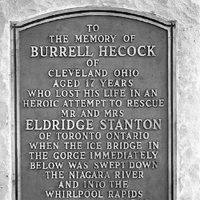 TO
THE MEMORY OF
BURRELL HECOCK
OF
CLEVELAND OHIO
AGED 17 YEARS
WHO LOST HIS LIFE IN AN
HEROIC ATTEMPT TO RESCUE
MR AND MRS
ELDRIDGE STANTON
OF TORONTO ONTARIO
WHEN THE ICE BRIDGE IN
THE GORGE IMMEDIATELY
BELOW WAS SWEPT DOWN
THE NIAGARA RIVER
AND INTO THE
WHIRLPOOL RAPIDS